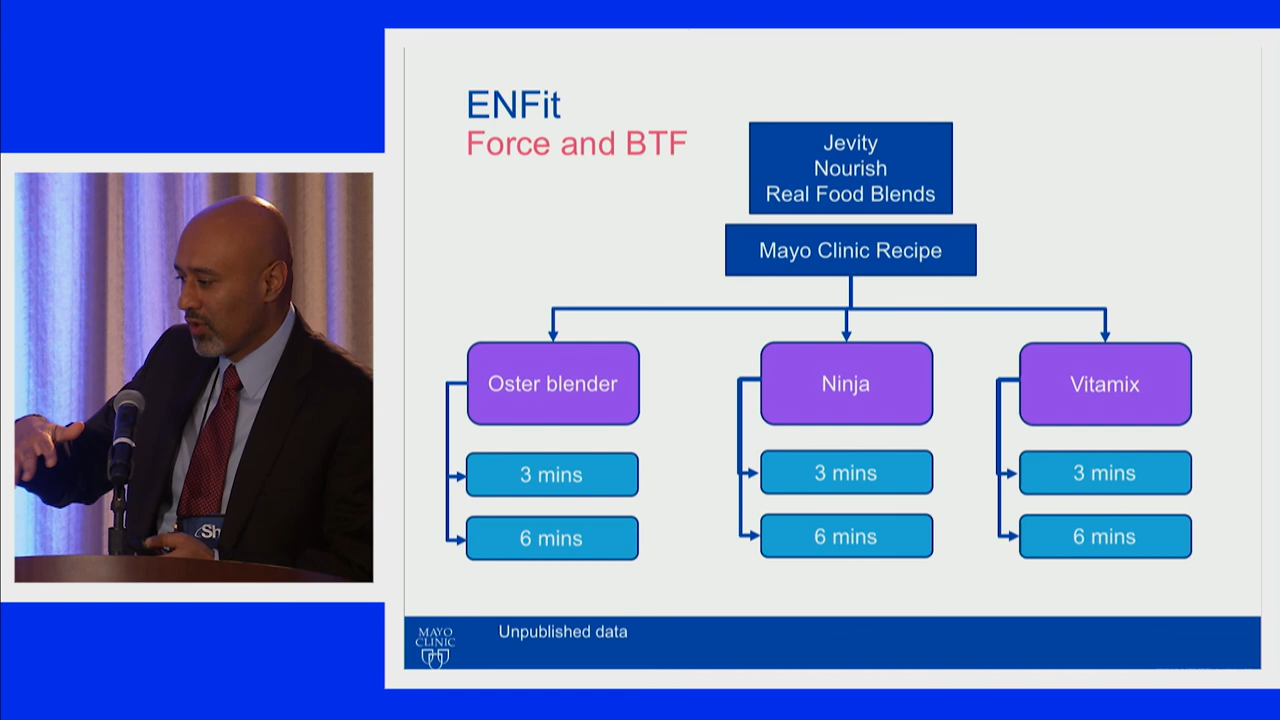 ENFit
Force and BTF
Jevity
Nourish
Real Food Blends
Mayo Clinic Recipe
Oster blender
Ninja
Vitamix
3 mins
3 mins
3 mins
6 mins
6 mins
6 mins
MAYO
CLINIC
Unpublished data
Sh